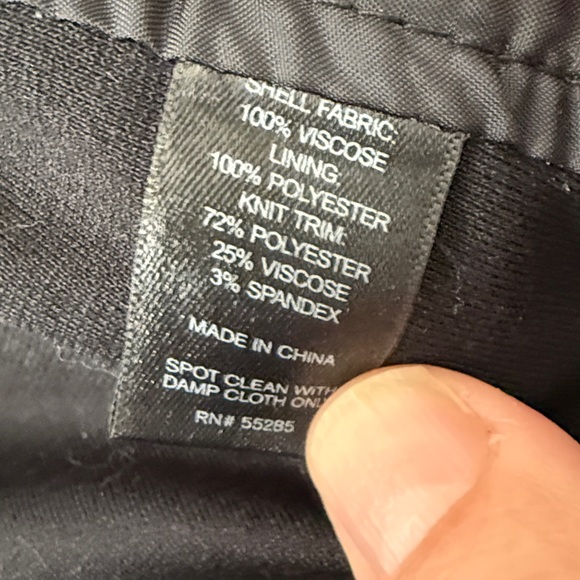 SHELL FABRIC:
100% VISCOSE
LINING:
100% POLYESTER
KNIT TRIM:
72% POLYESTER
25% VISCOSE
3% SPANDEX
MADE IN CHINA
SPOT CLEAN WITH
DAMP CLOTH ONLY
RN# 55285